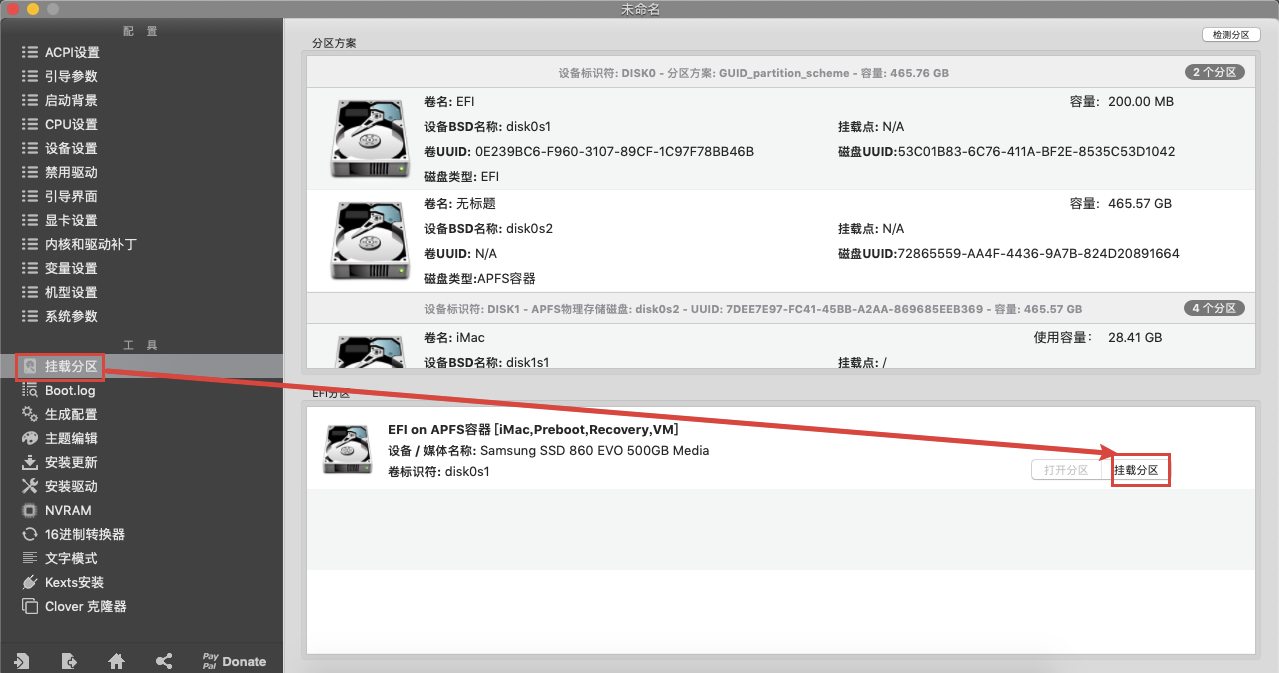 未命名
配 置
ACPI设置
引导参数
启动背景
CPU设置
设备设置
禁用驱动
引导界面
显卡设置
内核和驱动补丁
变量设置
机型设置
系统参数
工 具
挂载分区
Boot.log
生成配置
主题编辑
安装更新
安装驱动
NVRAM
16进制转换器
文字模式
Kexts安装
Clover 克隆器
Pay Pal Donate
分区方案
检测分区
设备标识符: DISK0 - 分区方案: GUID_partition_scheme - 容量: 465.76 GB
2 个分区
卷名: EFI
容量: 200.00 MB
设备BSD名称: disk0s1
挂载点: N/A
卷UUID: 0E239BC6-F960-3107-89CF-1C97F78BB46B
磁盘UUID:53C01B83-6C76-411A-BF2E-8535C53D1042
磁盘类型: EFI
卷名: 无标题
容量: 465.57 GB
设备BSD名称: disk0s2
挂载点: N/A
卷UUID: N/A
磁盘UUID:72865559-AA4F-4436-9A7B-824D20891664
磁盘类型:APFS容器
设备标识符: DISK1 - APFS物理存储磁盘: disk0s2 - UUID: 7DEE7E97-FC41-45BB-A2AA-869685EEB369 - 容量: 465.57 GB
4 个分区
卷名: iMac
使用容量: 28.41 GB
设备BSD名称: disk1s1
挂载点: /
EFI分区
EFI on APFS容器 [iMac,Preboot,Recovery,VM]
设备 / 媒体名称: Samsung SSD 860 EVO 500GB Media
卷标识符: disk0s1
打开分区
挂载分区